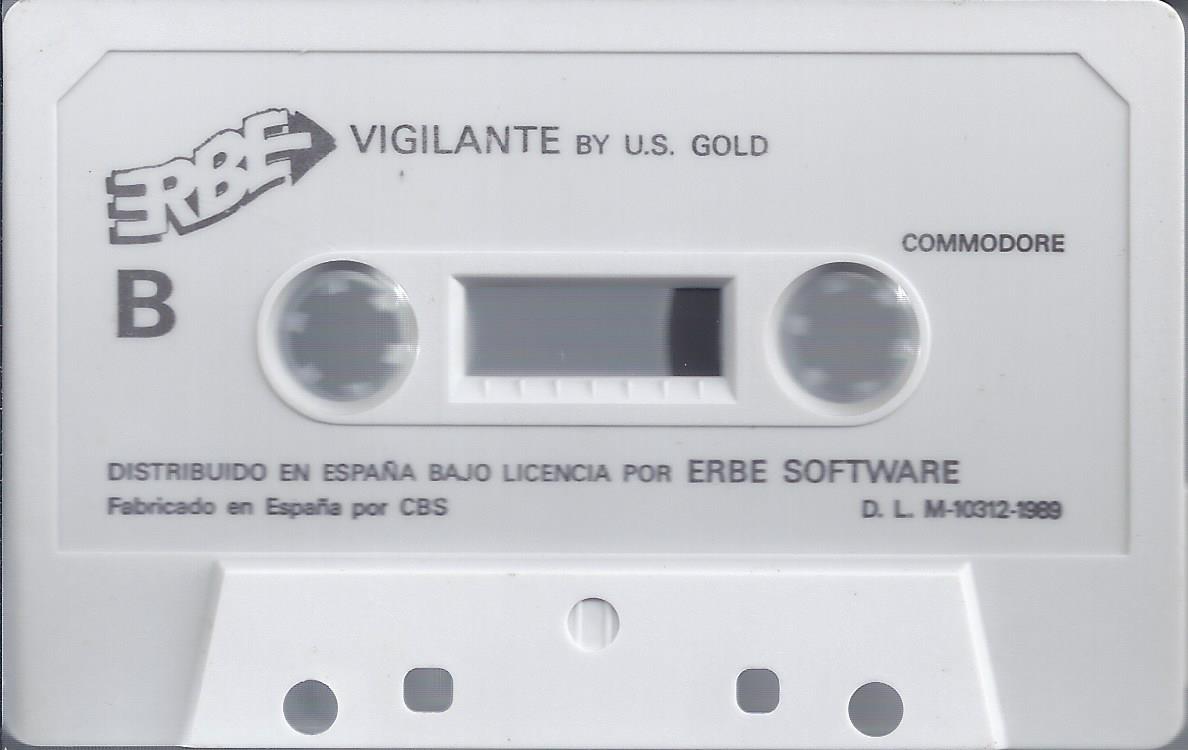 ERBE
VIGILANTE BY U.S. GOLD
COMMODORE
B
DISTRIBUIDO EN ESPAÑA BAJO LICENCIA POR ERBE SOFTWARE
Fabricado en España por CBS
D. L. M-10312-1989